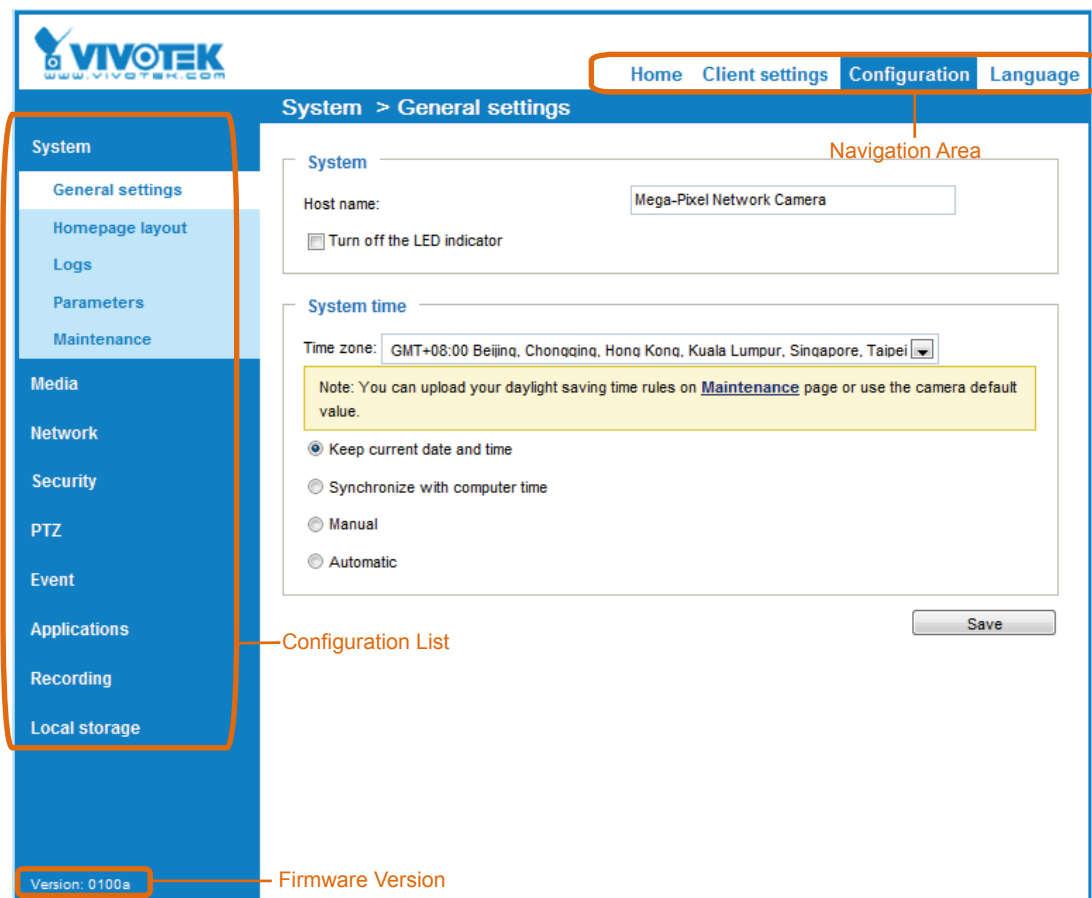 VIVOTEK
www.vivotek.com
Home Client settings Configuration Language
System > General settings
Navigation Area
System
General settings
Homepage layout
Logs
Parameters
Maintenance
Media
Network
Security
PTZ
Event
Applications
Recording
Local storage
Configuration List
Version: 0100a
Firmware Version
System
Host name: Mega-Pixel Network Camera
Turn off the LED indicator
System time
Time zone: GMT+08:00 Beijing, Chongqing, Hong Kong, Kuala Lumpur, Singapore, Taipei
Note: You can upload your daylight saving time rules on Maintenance page or use the camera default
value.
Keep current date and time
Synchronize with computer time
Manual
Automatic
Save